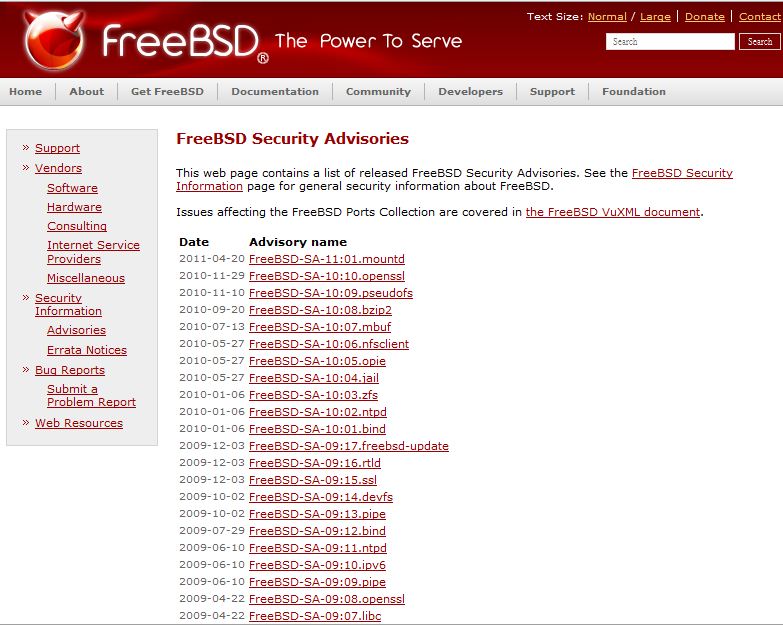 Text Size: Normal / Large | Donate | Contact
FreeBSD® The Power To Serve
Search Search
Home About Get FreeBSD Documentation Community Developers Support Foundation
» Support
» Vendors
Software
Hardware
Consulting
Internet Service
Providers
Miscellaneous
» Security
Information
Advisories
Errata Notices
» Bug Reports
Submit a
Problem Report
» Web Resources
FreeBSD Security Advisories
This web page contains a list of released FreeBSD Security Advisories. See the FreeBSD Security
Information page for general security information about FreeBSD.
Issues affecting the FreeBSD Ports Collection are covered in the FreeBSD VuXML document.
Date Advisory name
2011-04-20 FreeBSD-SA-11:01.mountd
2010-11-29 FreeBSD-SA-10:10.openssl
2010-11-10 FreeBSD-SA-10:09.pseudofs
2010-09-20 FreeBSD-SA-10:08.bzip2
2010-07-13 FreeBSD-SA-10:07.mbuf
2010-05-27 FreeBSD-SA-10:06.nfsclient
2010-05-27 FreeBSD-SA-10:05.opie
2010-05-27 FreeBSD-SA-10:04.jail
2010-01-06 FreeBSD-SA-10:03.zfs
2010-01-06 FreeBSD-SA-10:02.ntpd
2010-01-06 FreeBSD-SA-10:01.bind
2009-12-03 FreeBSD-SA-09:17.freebsd-update
2009-12-03 FreeBSD-SA-09:16.rtld
2009-12-03 FreeBSD-SA-09:15.ssl
2009-10-02 FreeBSD-SA-09:14.devfs
2009-10-02 FreeBSD-SA-09:13.pipe
2009-07-29 FreeBSD-SA-09:12.bind
2009-06-10 FreeBSD-SA-09:11.ntpd
2009-06-10 FreeBSD-SA-09:10.ipv6
2009-06-10 FreeBSD-SA-09:09.pipe
2009-04-22 FreeBSD-SA-09:08.openssl
2009-04-22 FreeBSD-SA-09:07.libc